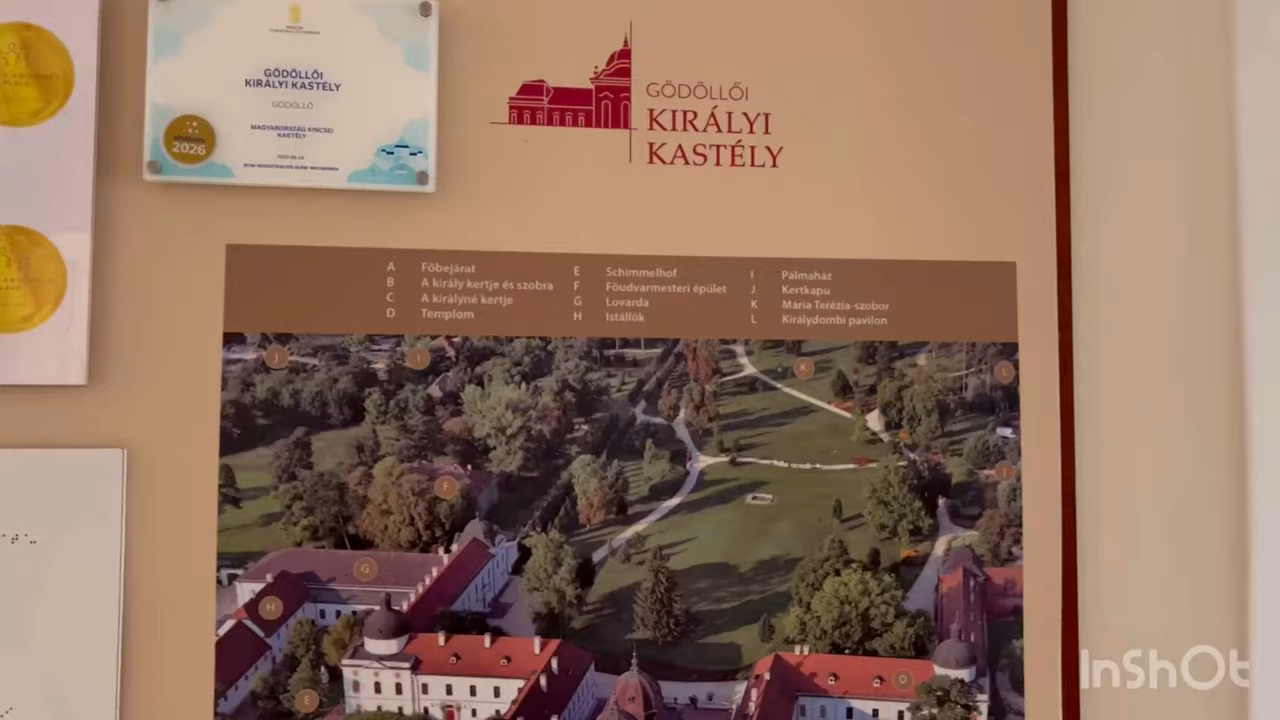 GÖDÖLLŐI
KIRÁLYI KASTÉLY
GÖDÖLLŐ
MAGYARORSZÁG KINCSEI
KASTÉLY
2026
GÖDÖLLŐI
KIRÁLYI
KASTÉLY
A Főbejárat
B A király kertje és szobra
C A királyné kertje
D Templom
E Schimmelhof
F Főudvarmesteri épület
G Lovarda
H Istállók
I Pálmaház
J Kertkapu
K Mária Terézia-szobor
L Királydombi pavilon
J
I
K
L
F
J
G
H
E
D
InShOt